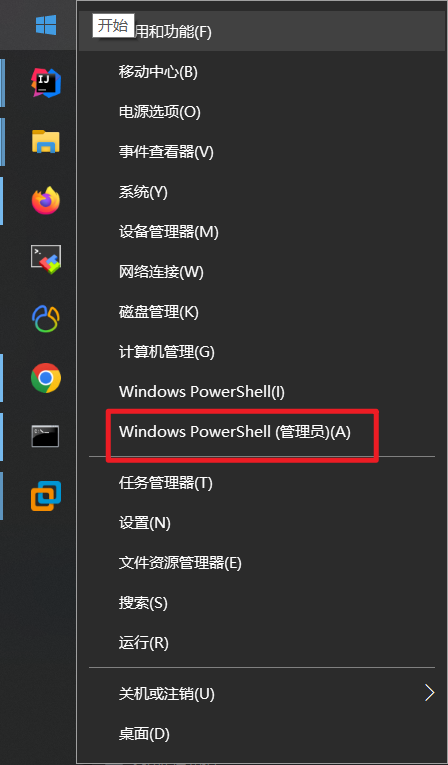 开始
用和功能(F)
移动中心(B)
电源选项(O)
事件查看器(V)
系统(Y)
设备管理器(M)
网络连接(W)
磁盘管理(K)
计算机管理(G)
Windows PowerShell(I)
Windows PowerShell (管理员)(A)
任务管理器(T)
设置(N)
文件资源管理器(E)
搜索(S)
运行(R)
关机或注销(U)
桌面(D)
IJ